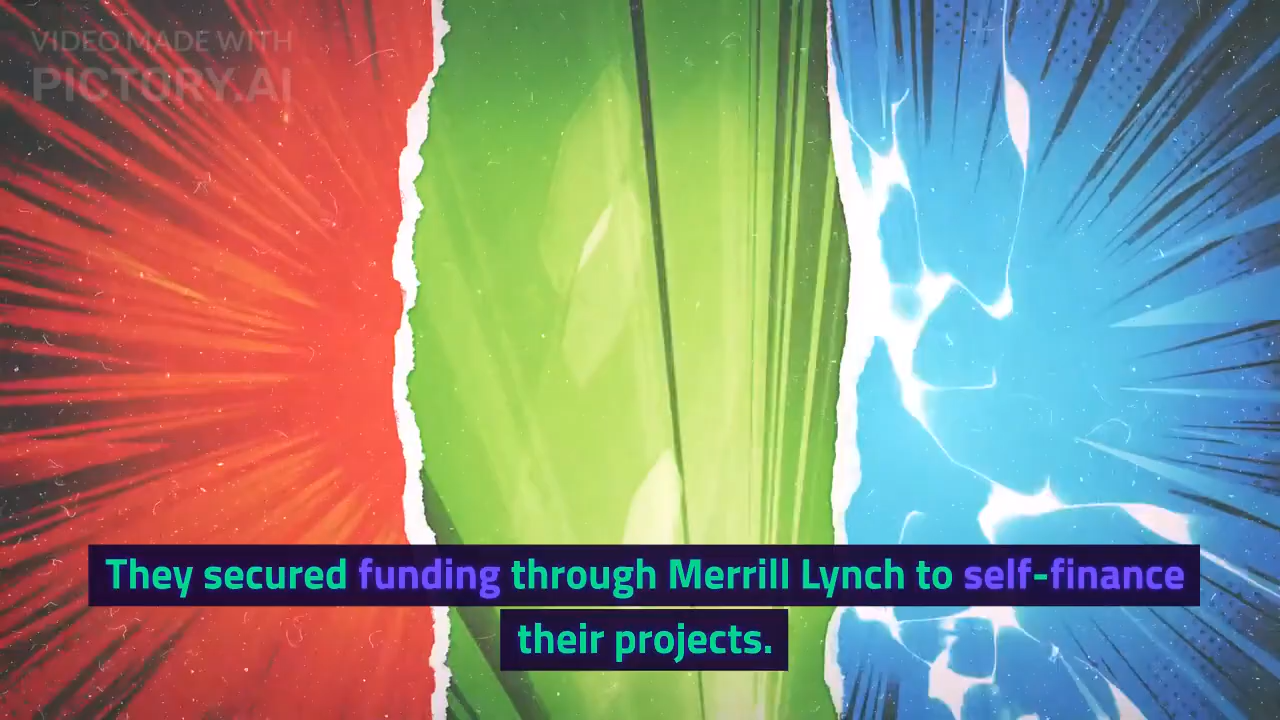 VIDEO MADE WITH
PICTORY.AI
They secured funding through Merrill Lynch to self-finance
their projects.